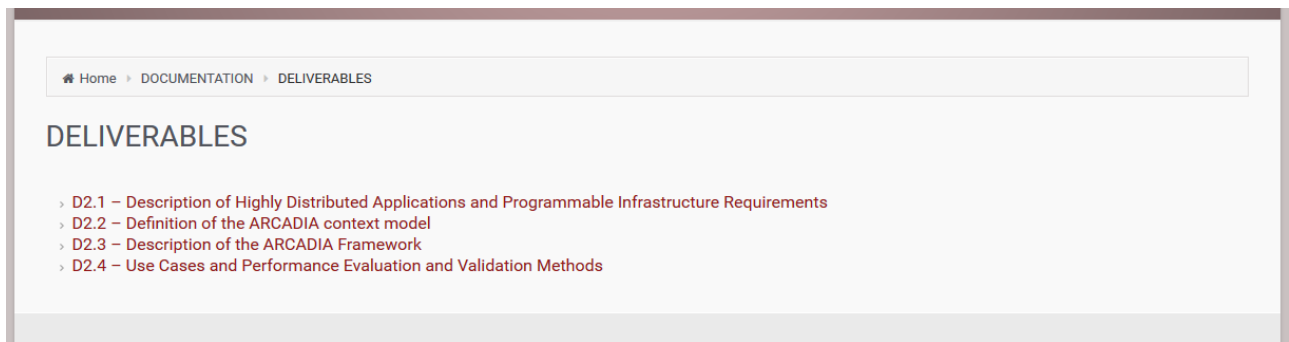 Home DOCUMENTATION DELIVERABLES
DELIVERABLES
D2.1 – Description of Highly Distributed Applications and Programmable Infrastructure Requirements
D2.2 – Definition of the ARCADIA context model
D2.3 – Description of the ARCADIA Framework
D2.4 – Use Cases and Performance Evaluation and Validation Methods